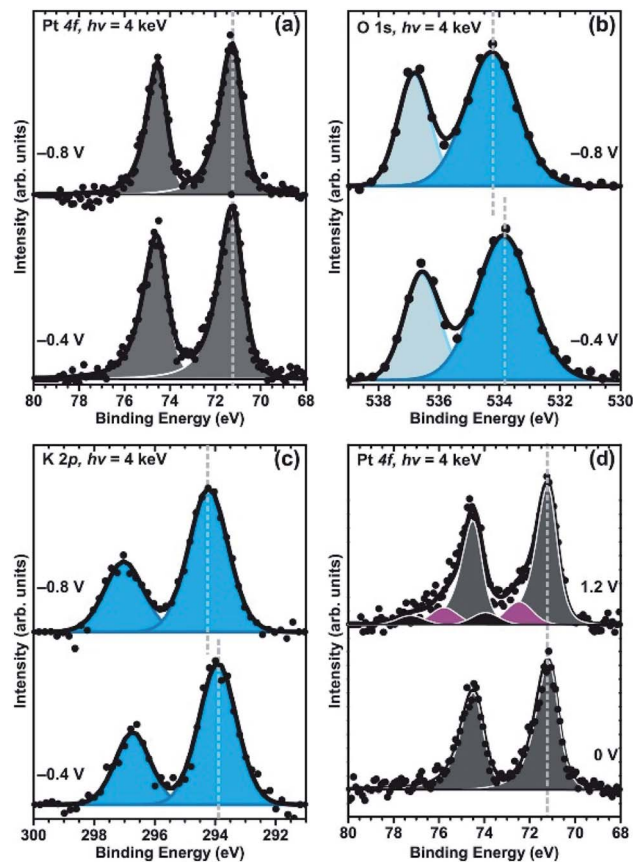 Pt 4f, hv = 4 keV
(a)
–0.8 V
–0.4 V
Intensity (arb. units)
80 78 76 74 72 70 68
Binding Energy (eV)
O 1s, hv = 4 keV
(b)
–0.8 V
–0.4 V
Intensity (arb. units)
538 536 534 532 530
Binding Energy (eV)
K 2p, hv = 4 keV
(c)
–0.8 V
–0.4 V
Intensity (arb. units)
300 298 296 294 292
Binding Energy (eV)
Pt 4f, hv = 4 keV
(d)
1.2 V
0 V
Intensity (arb. units)
80 78 76 74 72 70 68
Binding Energy (eV)